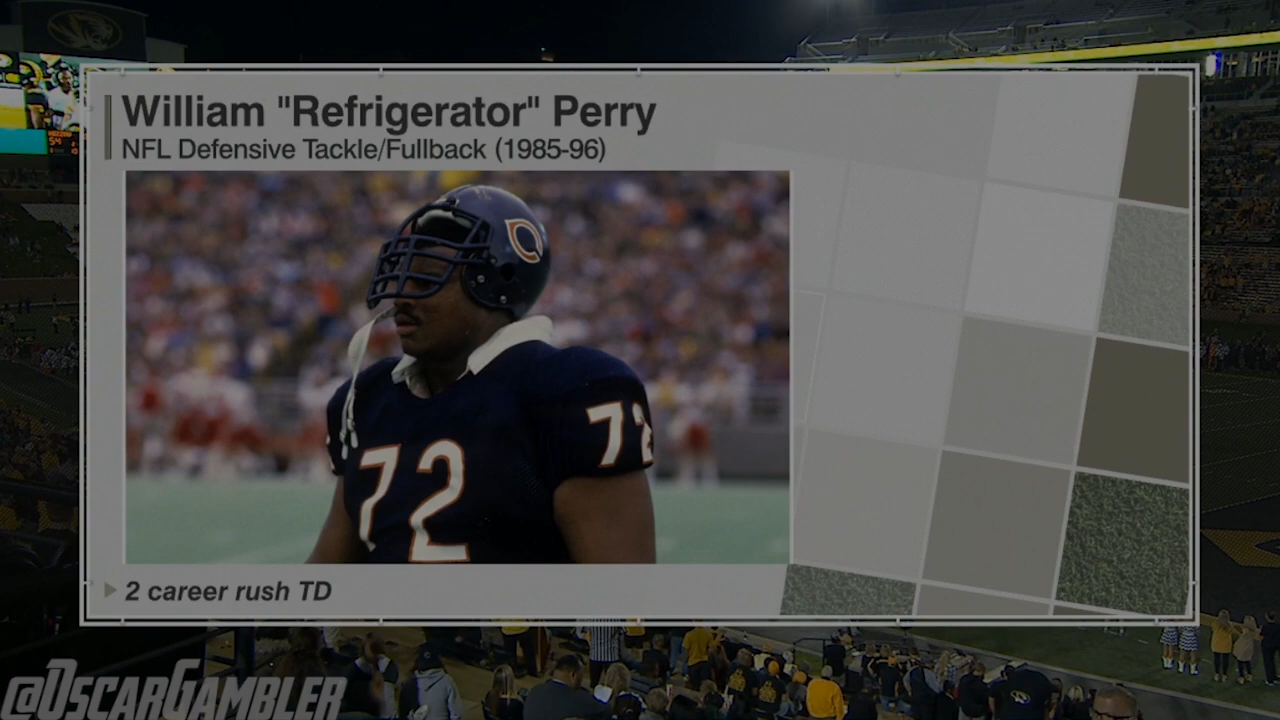 William "Refrigerator" Perry
NFL Defensive Tackle/Fullback (1985-96)
72
72
2 career rush TD
@OscarGambler